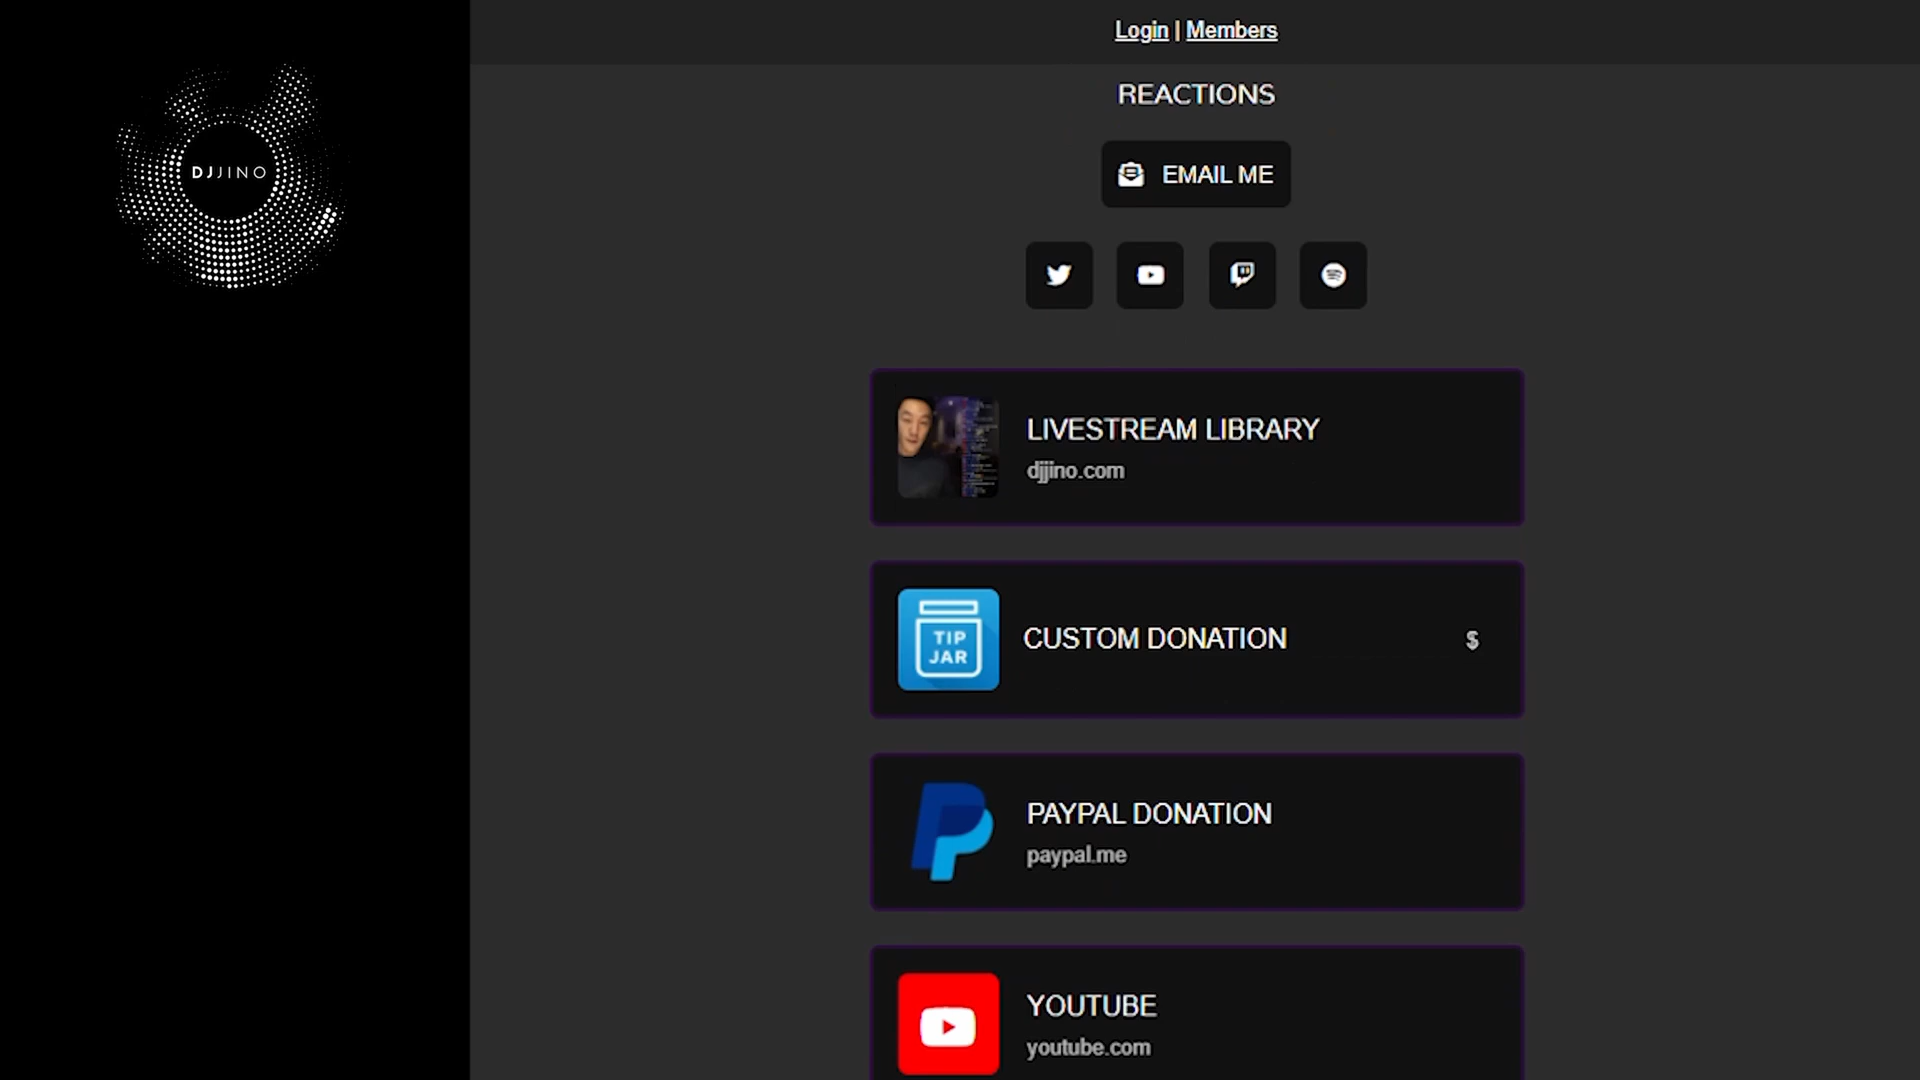 Login | Members
DJJINO
REACTIONS
EMAIL ME
LIVESTREAM LIBRARY
djjino.com
TIP
JAR
CUSTOM DONATION
$
PAYPAL DONATION
paypal.me
YOUTUBE
youtube.com